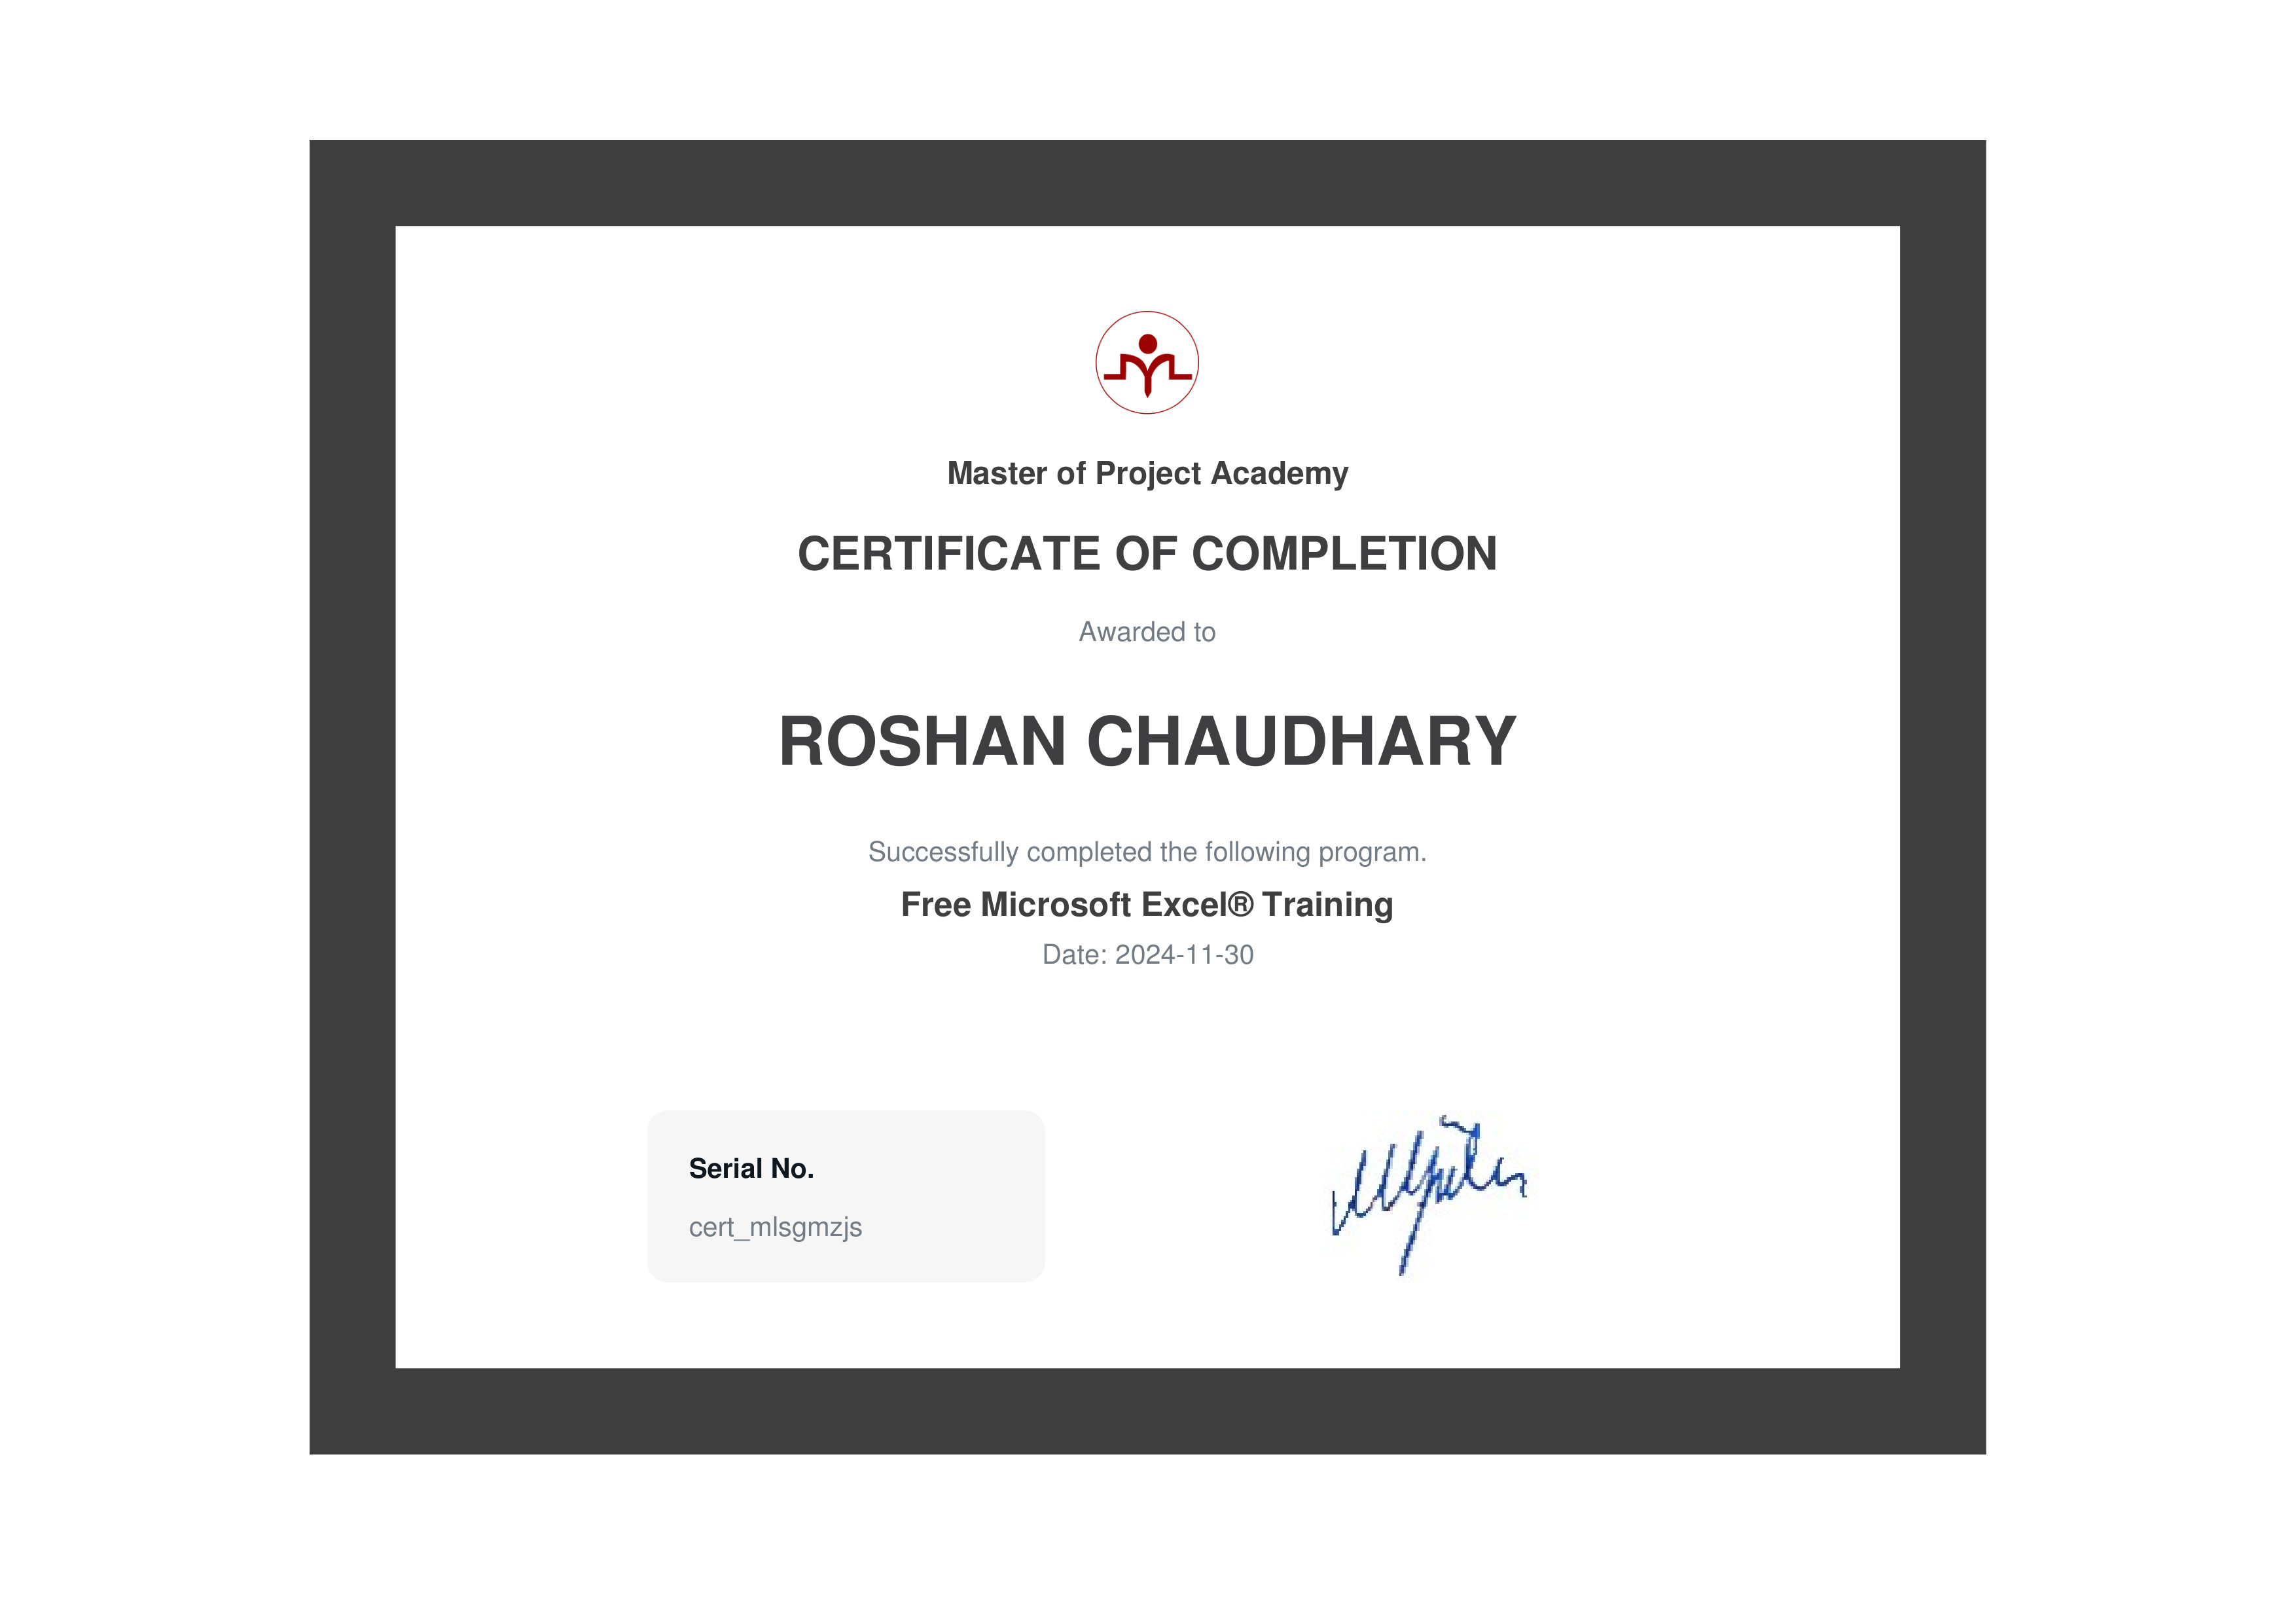 Master of Project Academy
CERTIFICATE OF COMPLETION
Awarded to
ROSHAN CHAUDHARY
Successfully completed the following program.
Free Microsoft Excel® Training
Date: 2024-11-30
Serial No.
cert_mlsgmzjs